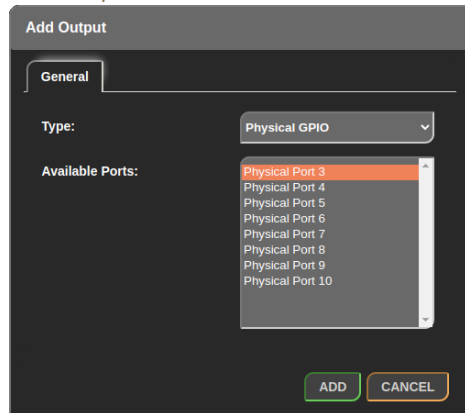 Add Output
General
Type:
Physical GPIO
Available Ports:
Physical Port 3
Physical Port 4
Physical Port 5
Physical Port 6
Physical Port 7
Physical Port 8
Physical Port 9
Physical Port 10
ADD
CANCEL